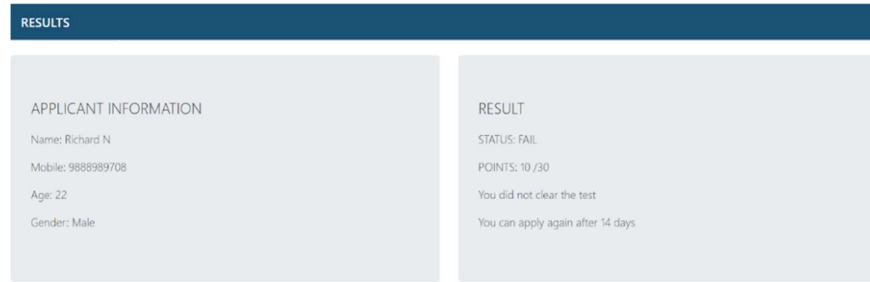 RESULTS
APPLICANT INFORMATION
Name: Richard N
Mobile: 9888989708
Age: 22
Gender: Male
RESULT
STATUS: FAIL
POINTS: 10 /30
You did not clear the test
You can apply again after 14 days